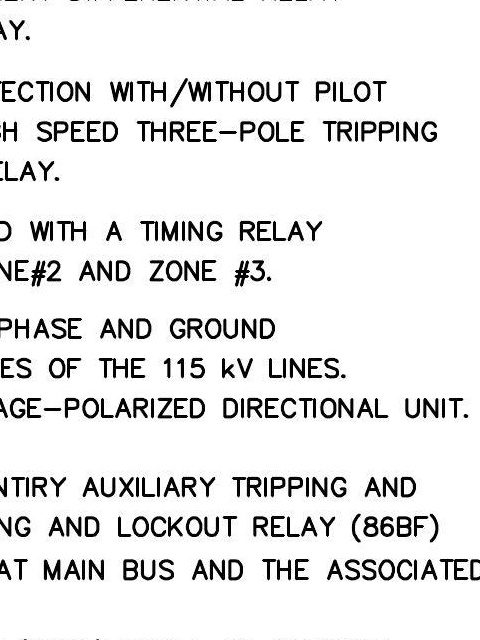 AY.
ECTION WITH/WITHOUT PILOT
H SPEED THREE-POLE TRIPPING
ELAY.
D WITH A TIMING RELAY
NE#2 AND ZONE #3.
PHASE AND GROUND
ES OF THE 115 kV LINES.
AGE-POLARIZED DIRECTIONAL UNIT.
NTIRY AUXILIARY TRIPPING AND
NG AND LOCKOUT RELAY (86BF)
AT MAIN BUS AND THE ASSOCIATED